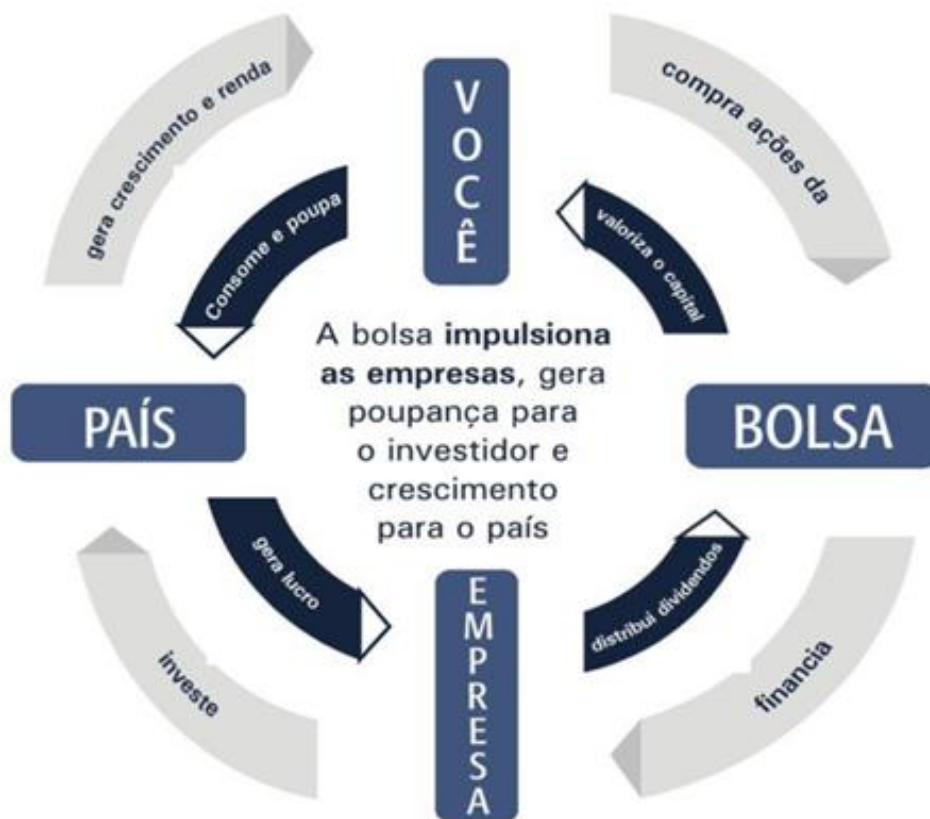 VOCÊ
gera crescimento e renda
compra ações da
Consome e poupa
valoriza o capital
A bolsa impulsiona
as empresas, gera
poupança para
o investidor e
crescimento
para o país
PAÍS
BOLSA
gera lucro
distribui dividendos
investe
financia
EMPRESA